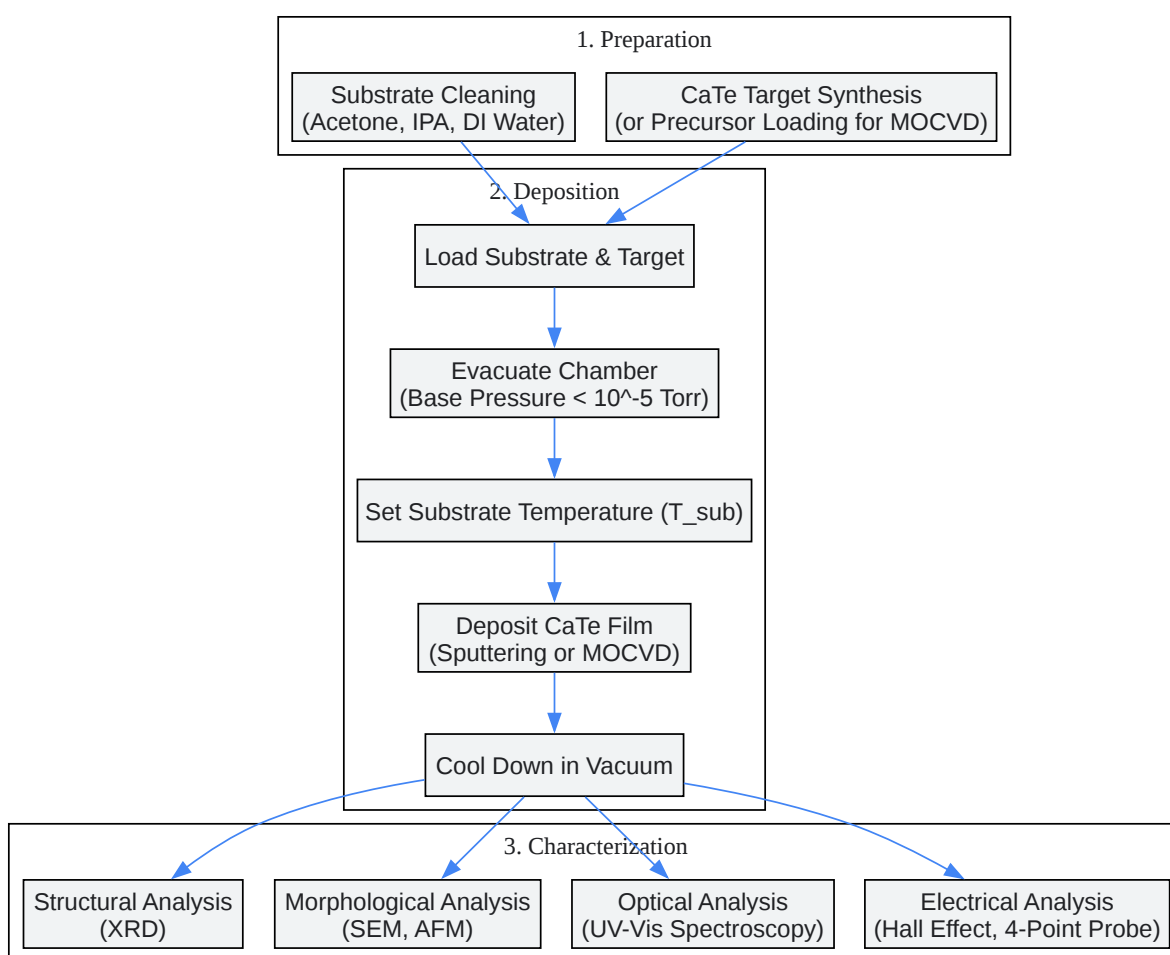 1. Preparation
Substrate Cleaning
(Acetone, IPA, DI Water)
CaTe Target Synthesis
(or Precursor Loading for MOCVD)
2. Deposition
Load Substrate & Target
Evacuate Chamber
(Base Pressure < 10^-5 Torr)
Set Substrate Temperature (T_sub)
Deposit CaTe Film
(Sputtering or MOCVD)
Cool Down in Vacuum
3. Characterization
Structural Analysis
(XRD)
Morphological Analysis
(SEM, AFM)
Optical Analysis
(UV-Vis Spectroscopy)
Electrical Analysis
(Hall Effect, 4-Point Probe)